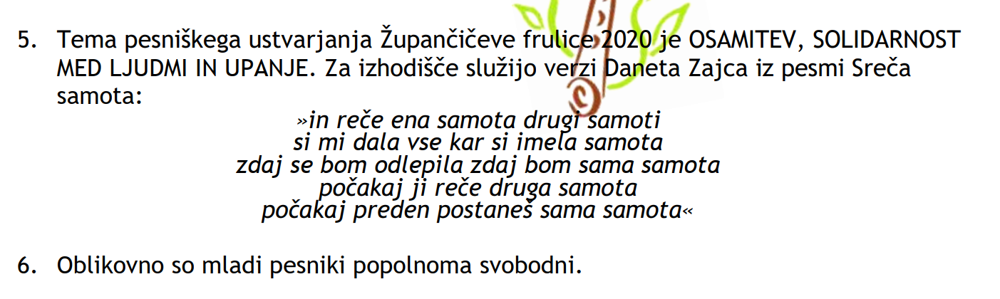 5. Tema pesniškega ustvarjanja Župančičeve frulice 2020 je OSAMITEV, SOLIDARNOST
MED LJUDMI IN UPANJE. Za izhodišče služijo verzi Daneta Zajca iz pesmi Sreča
samota:
»in reče ena samota drugi samoti
si mi dala vse kar si imela samota
zdaj se bom odlepila zdaj bom sama samota
počakaj ji reče druga samota
počakaj preden postaneš sama samota«
6. Oblikovno so mladi pesniki popolnoma svobodni.